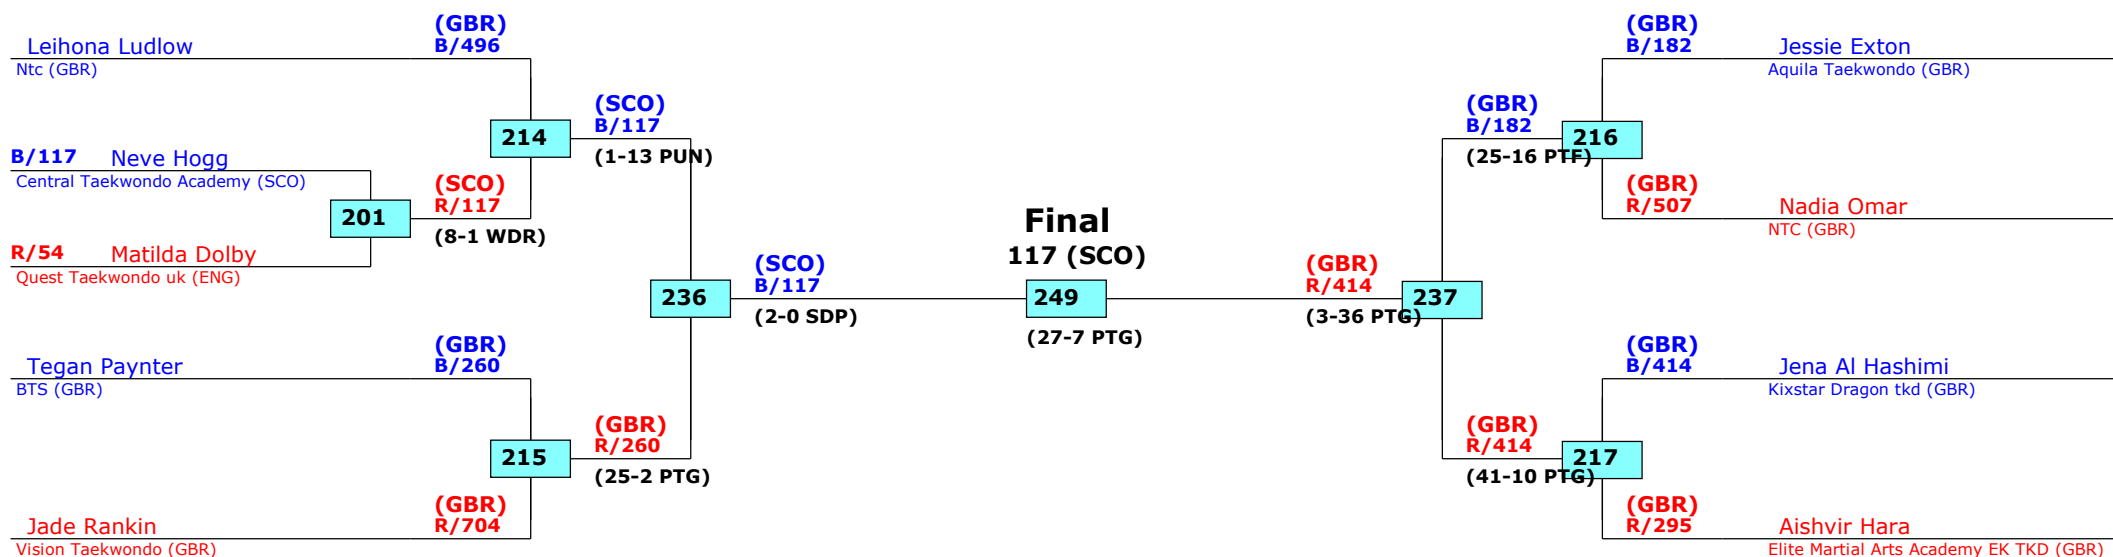 (GBR)
Leihona Ludlow B/496
Ntc (GBR)
(SCO)
B/117
214
(1-13 PUN)
B/117 Neve Hogg
Central Taekwondo Academy (SCO)
(SCO)
R/117
201
(8-1 WDR)
R/54 Matilda Dolby
Quest Taekwondo uk (ENG)
(SCO)
B/117
236
(2-0 SDP)
(GBR)
Tegan Paynter B/260
BTS (GBR)
(GBR)
R/260
215
(25-2 PTG)
(GBR)
Jade Rankin R/704
Vision Taekwondo (GBR)
Final
117 (SCO)
249
(27-7 PTG)
(GBR)
B/182 Jessie Exton
Aquila Taekwondo (GBR)
(GBR)
B/182
216
(25-16 PTF)
(GBR)
R/507 Nadia Omar
NTC (GBR)
(GBR)
R/414
237
(3-36 PTG)
(GBR)
B/414 Jena Al Hashimi
Kixstar Dragon tkd (GBR)
(GBR)
R/414
217
(41-10 PTG)
(GBR)
R/295 Aishvir Hara
Elite Martial Arts Academy EK TKD (GBR)